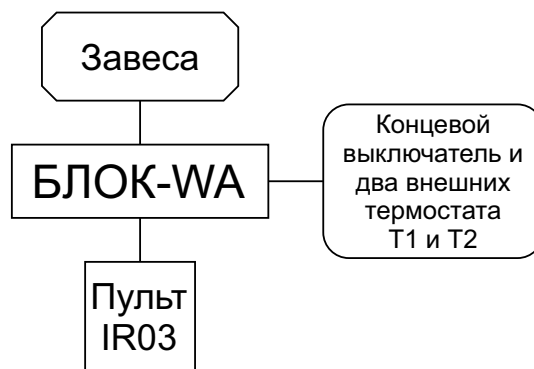 Завеса
БЛОК-WA
Концевой
выключатель и
два внешних
термостата
Т1 и Т2
Пульт
IR03